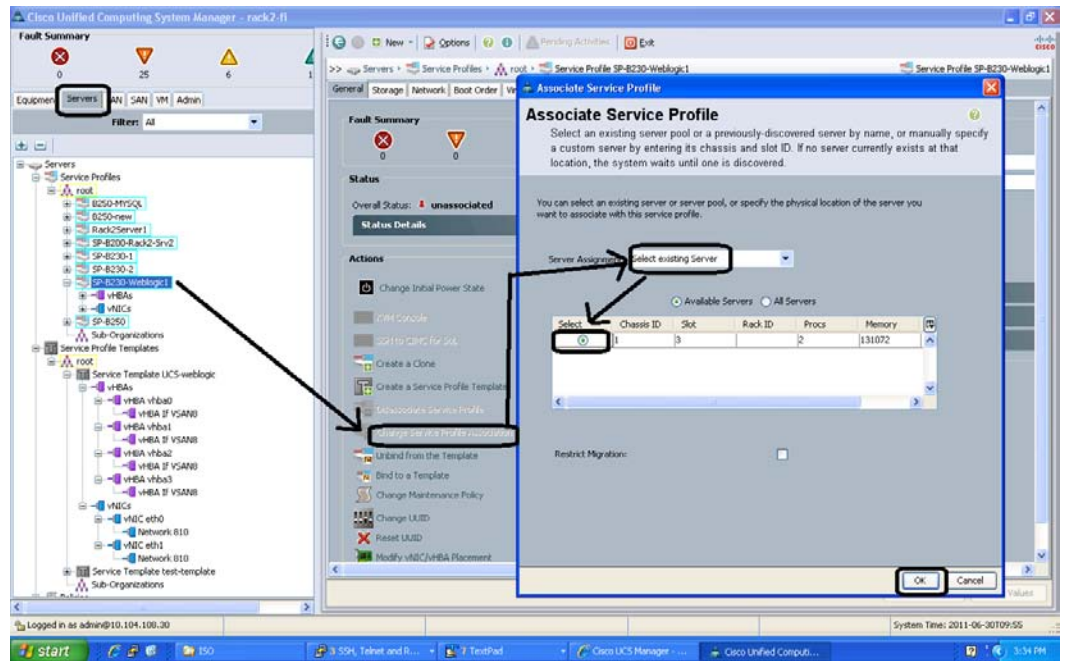 Cisco Unified Computing System Manager - rack2-fi
Fault Summary
0 25 6 1
Equipment Servers LAN SAN VM Admin
Filter: All
Servers
Service Profiles
root
B250-MYSQL
B250-new
Rack2Server1
SP-B200-Rack2-Srv2
SP-B230-1
SP-B230-2
SP-B230-Weblogic1
vHBAs
vNICs
SP-B250
Sub-Organizations
Service Profile Templates
root
Service Template UCS-weblogic
vHBAs
vHBA vhba0
vHBA If VSAN8
vHBA vhba1
vHBA If VSAN8
vHBA vhba2
vHBA If VSAN8
vHBA vhba3
vHBA If VSAN8
vNICs
vNIC eth0
Network 810
vNIC eth1
Network 810
Service Template test-template
Sub-Organizations
New Options Pending Activities Exit
CISCO
>> Servers Service Profiles root Service Profile SP-B230-Weblogic1 Service Profile SP-B230-Weblogic1
General Storage Network Boot Order
Fault Summary
0 0
Status
Overall Status: unassociated
Status Details
Actions
Change Initial Power State
KVM Console
SSH to CIMC for SoL
Create a Clone
Create a Service Profile Template
Disassociate Service Profile
Change Service Profile Association
Unbind from the Template
Bind to a Template
Change Maintenance Policy
Change UUID
Reset UUID
Modify vNIC/vHBA Placement
Values
Associate Service Profile
Associate Service Profile
Select an existing server pool or a previously-discovered server by name, or manually specify
a custom server by entering its chassis and slot ID. If no server currently exists at that
location, the system waits until one is discovered.
You can select an existing server or server pool, or specify the physical location of the server you
want to associate with this service profile.
Server Assignment: Select existing Server
Available Servers All Servers
Select Chassis ID Slot Rack ID Procs Memory
1 3 2 131072
Restrict Migration:
OK Cancel
Logged in as admin@10.104.108.30 System Time: 2011-06-30T09:55
start 150 3 SSH, Telnet and R... 7 TextPad Cisco UCS Manager - ... Cisco Unified Computi... 3:34 PM